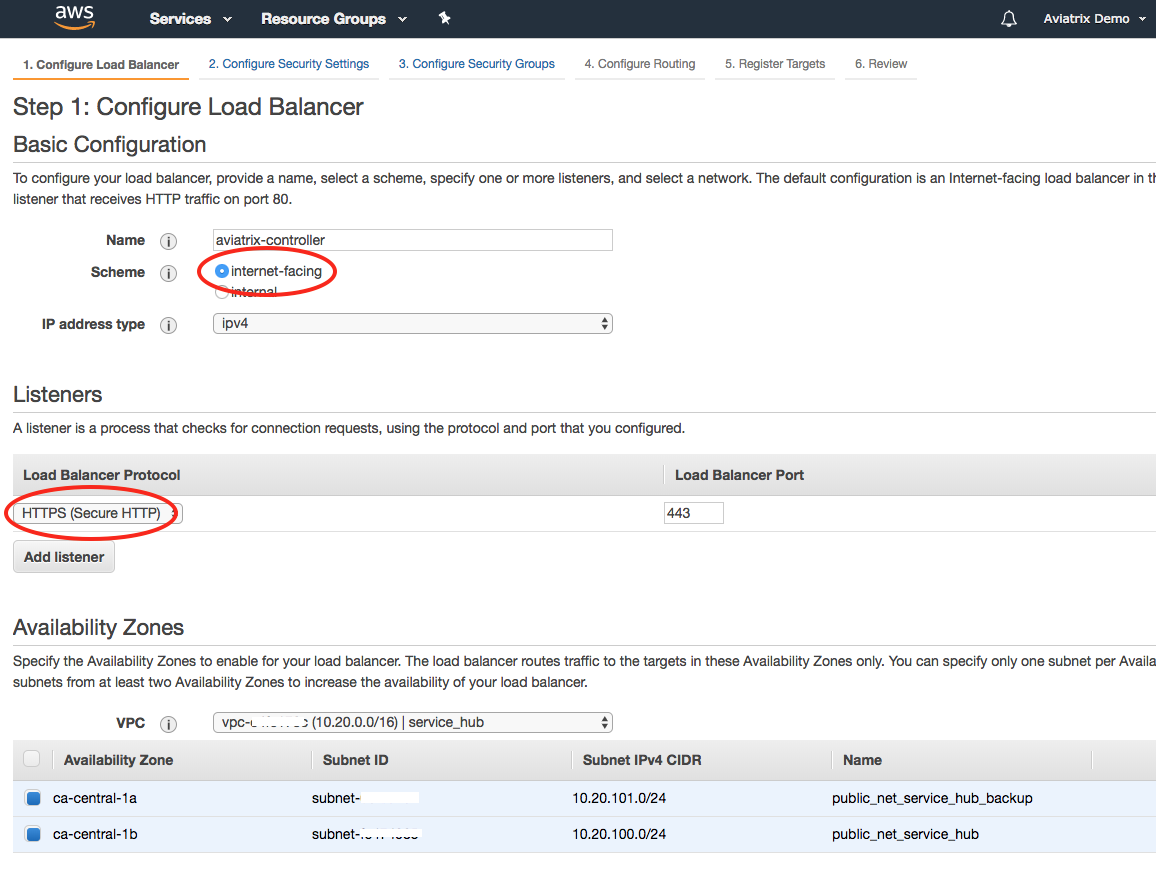 aws Services Resource Groups Aviatrix Demo
1. Configure Load Balancer 2. Configure Security Settings 3. Configure Security Groups 4. Configure Routing 5. Register Targets 6. Review
Step 1: Configure Load Balancer
Basic Configuration
To configure your load balancer, provide a name, select a scheme, specify one or more listeners, and select a network. The default configuration is an Internet-facing load balancer in th
listener that receives HTTP traffic on port 80.
Name i aviatrix-controller
Scheme i internet-facing
internal
IP address type i ipv4
Listeners
A listener is a process that checks for connection requests, using the protocol and port that you configured.
Load Balancer Protocol Load Balancer Port
HTTPS (Secure HTTP) 443
Add listener
Availability Zones
Specify the Availability Zones to enable for your load balancer. The load balancer routes traffic to the targets in these Availability Zones only. You can specify only one subnet per Availa
subnets from at least two Availability Zones to increase the availability of your load balancer.
VPC i vpc- (10.20.0.0/16) | service_hub
Availability Zone Subnet ID Subnet IPv4 CIDR Name
ca-central-1a subnet- 10.20.101.0/24 public_net_service_hub_backup
ca-central-1b subnet- 10.20.100.0/24 public_net_service_hub